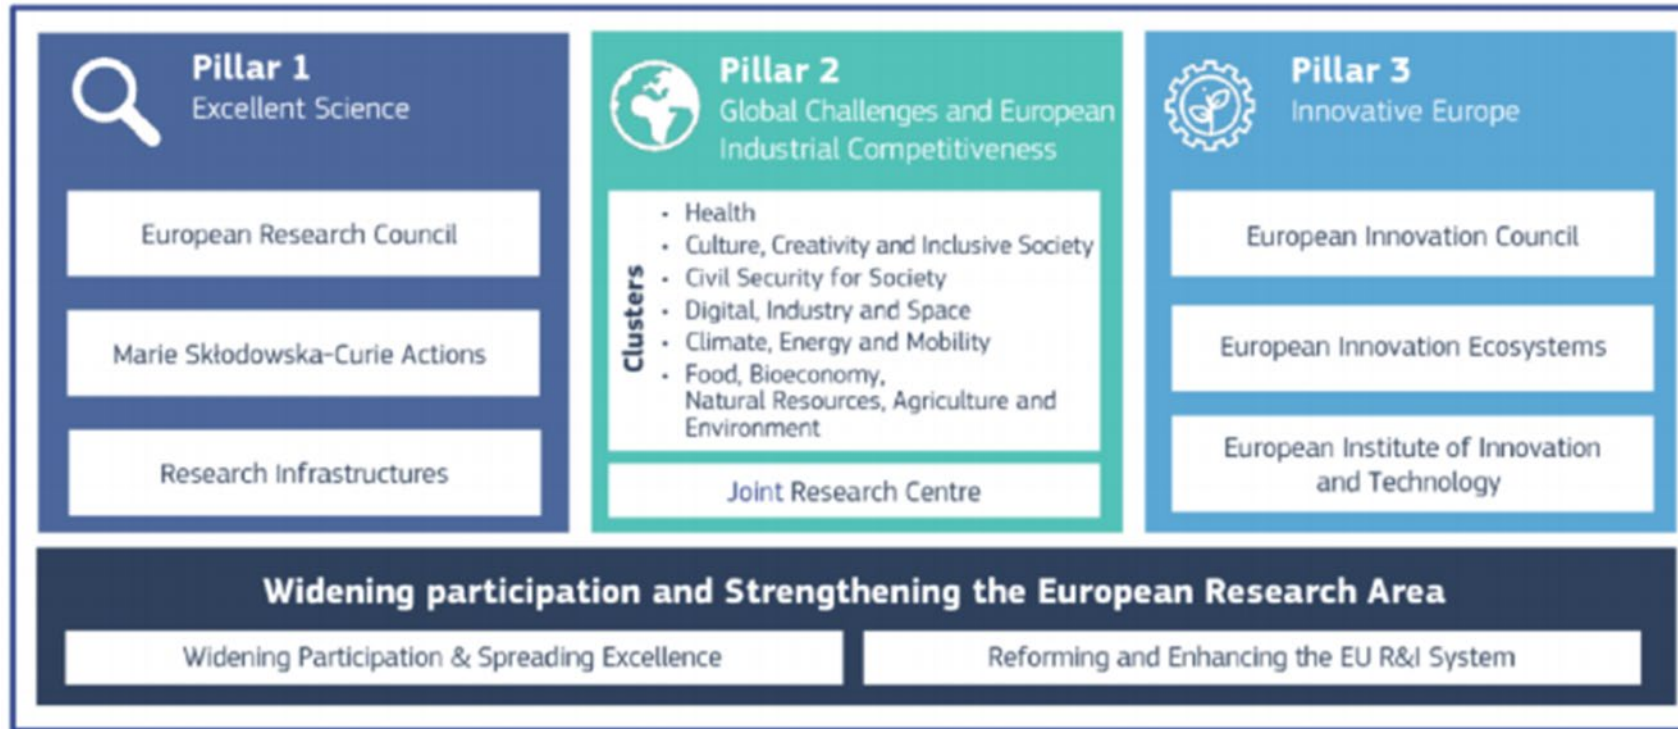 Pillar 1
Excellent Science
European Research Council
Marie Skłodowska-Curie Actions
Research Infrastructures
Pillar 2
Global Challenges and European
Industrial Competitiveness
Clusters
• Health
• Culture, Creativity and Inclusive Society
• Civil Security for Society
• Digital, Industry and Space
• Climate, Energy and Mobility
• Food, Bioeconomy,
Natural Resources, Agriculture and
Environment
Joint Research Centre
Pillar 3
Innovative Europe
European Innovation Council
European Innovation Ecosystems
European Institute of Innovation
and Technology
Widening participation and Strengthening the European Research Area
Widening Participation & Spreading Excellence
Reforming and Enhancing the EU R&I System